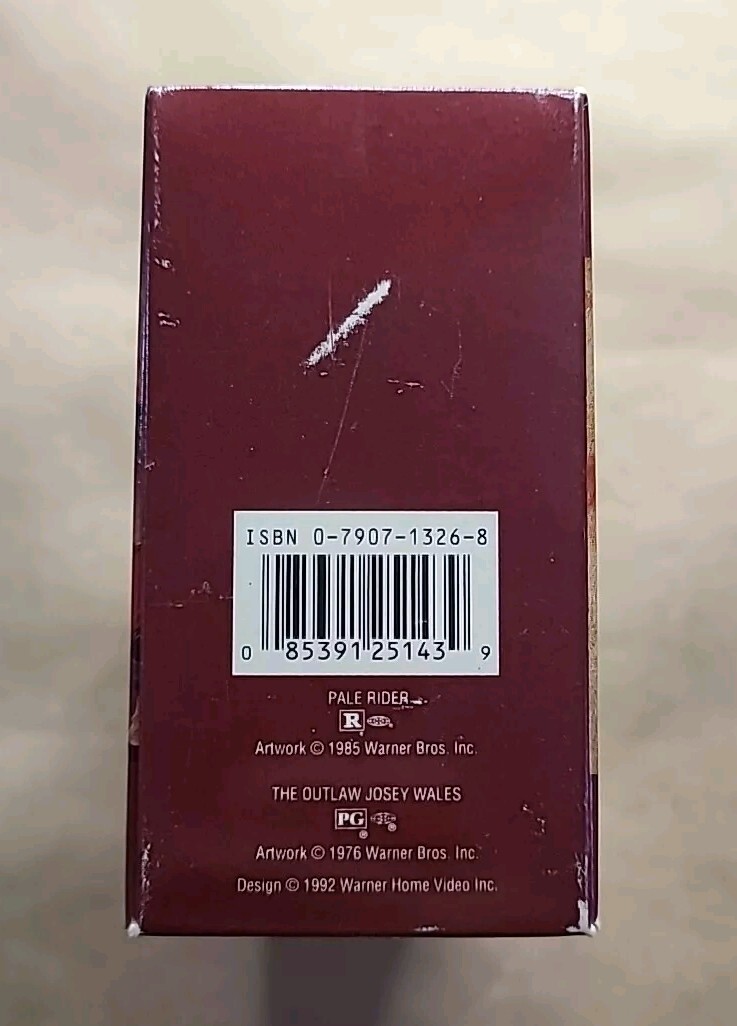 ISBN 0-7907-1326-8
0 85391 25143 9
PALE RIDER
R
Artwork © 1985 Warner Bros. Inc.
THE OUTLAW JOSEY WALES
PG ®
®
Artwork © 1976 Warner Bros. Inc.
Design © 1992 Warner Home Video Inc.